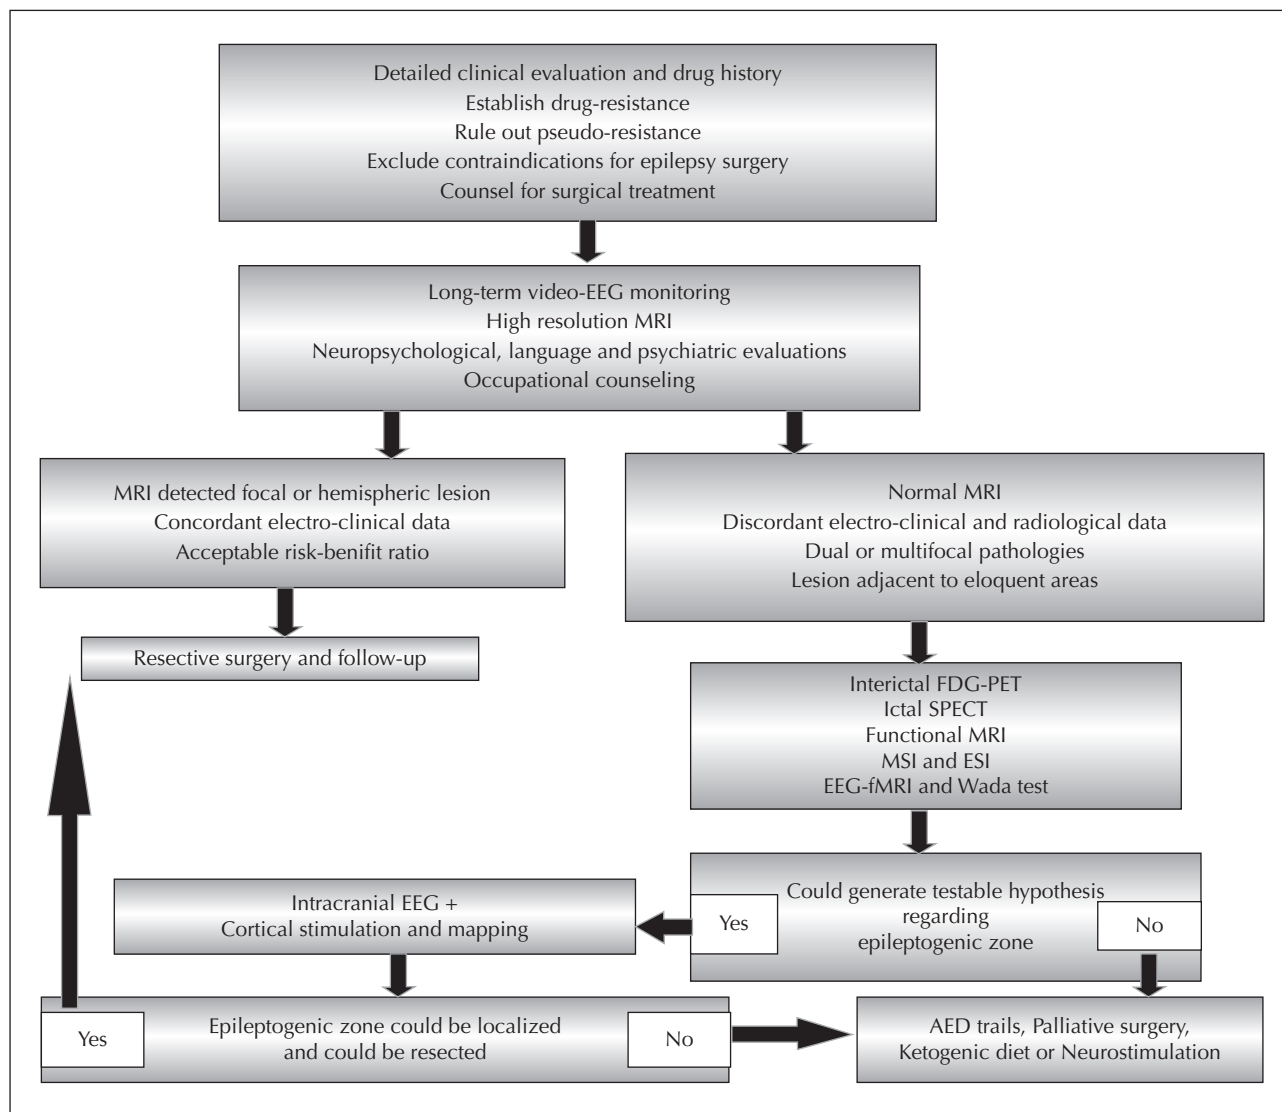 Detailed clinical evaluation and drug history
Establish drug-resistance
Rule out pseudo-resistance
Exclude contraindications for epilepsy surgery
Counsel for surgical treatment
Long-term video-EEG monitoring
High resolution MRI
Neuropsychological, language and psychiatric evaluations
Occupational counseling
MRI detected focal or hemispheric lesion
Concordant electro-clinical data
Acceptable risk-benifit ratio
Normal MRI
Discordant electro-clinical and radiological data
Dual or multifocal pathologies
Lesion adjacent to eloquent areas
Resective surgery and follow-up
Interictal FDG-PET
Ictal SPECT
Functional MRI
MSI and ESI
EEG-fMRI and Wada test
Could generate testable hypothesis
regarding
epileptogenic zone
Yes
No
Intracranial EEG +
Cortical stimulation and mapping
Yes
Epileptogenic zone could be localized
and could be resected
No
AED trails, Palliative surgery,
Ketogenic diet or Neurostimulation